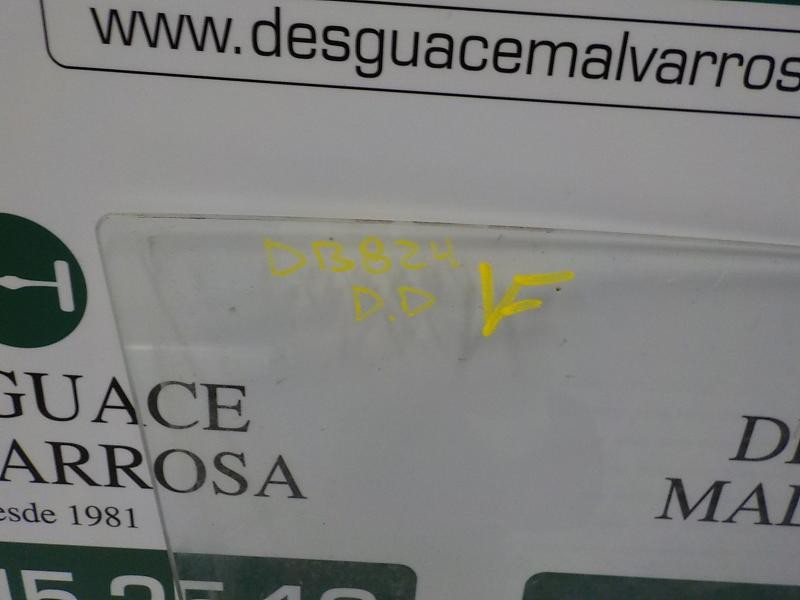 www.desguacemalvarros
DB824
D.D
GUACE
ARROSA
esde 1981
MAL